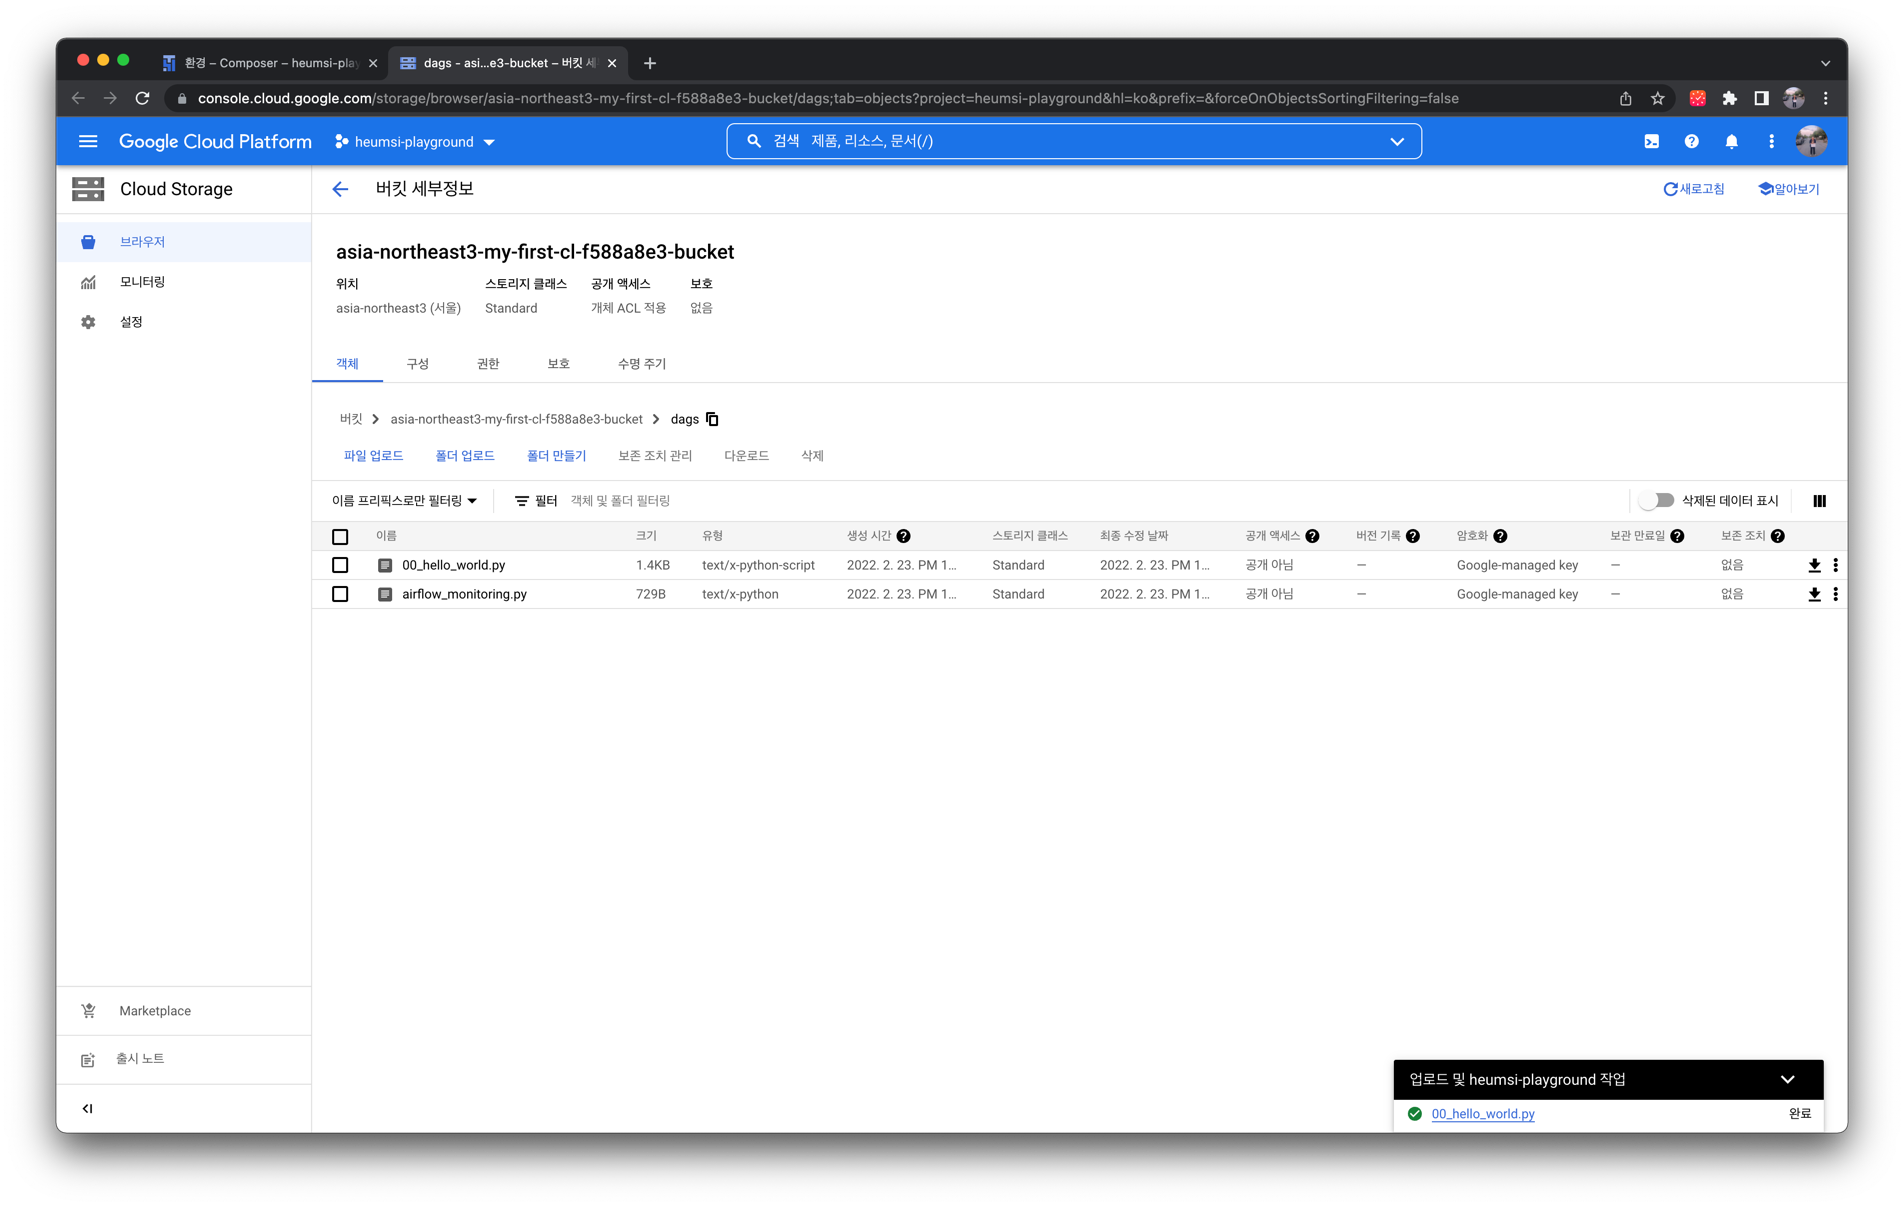 환경 – Composer – heumsi-play
dags - asi...e3-bucket – 버킷 세
console.cloud.google.com/storage/browser/asia-northeast3-my-first-cl-f588a8e3-bucket/dags;tab=objects?project=heumsi-playground&hl=ko&prefix=&forceOnObjectsSortingFiltering=false
Google Cloud Platform heumsi-playground 검색 제품, 리소스, 문서(/)
Cloud Storage 버킷 세부정보 새로고침 알아보기
브라우저
모니터링
설정
asia-northeast3-my-first-cl-f588a8e3-bucket
위치 스토리지 클래스 공개 액세스 보호
asia-northeast3 (서울) Standard 개체 ACL 적용 없음
객체 구성 권한 보호 수명 주기
버킷 > asia-northeast3-my-first-cl-f588a8e3-bucket > dags
파일 업로드 폴더 업로드 폴더 만들기 보존 조치 관리 다운로드 삭제
이름 프리픽스로만 필터링 필터 객체 및 폴더 필터링 삭제된 데이터 표시
이름 크기 유형 생성 시간 스토리지 클래스 최종 수정 날짜 공개 액세스 버전 기록 암호화 보관 만료일 보존 조치
00_hello_world.py 1.4KB text/x-python-script 2022. 2. 23. PM 1... Standard 2022. 2. 23. PM 1... 공개 아님 – Google-managed key – 없음
airflow_monitoring.py 729B text/x-python 2022. 2. 23. PM 1... Standard 2022. 2. 23. PM 1... 공개 아님 – Google-managed key – 없음
Marketplace
출시 노트
업로드 및 heumsi-playground 작업
00_hello_world.py 완료